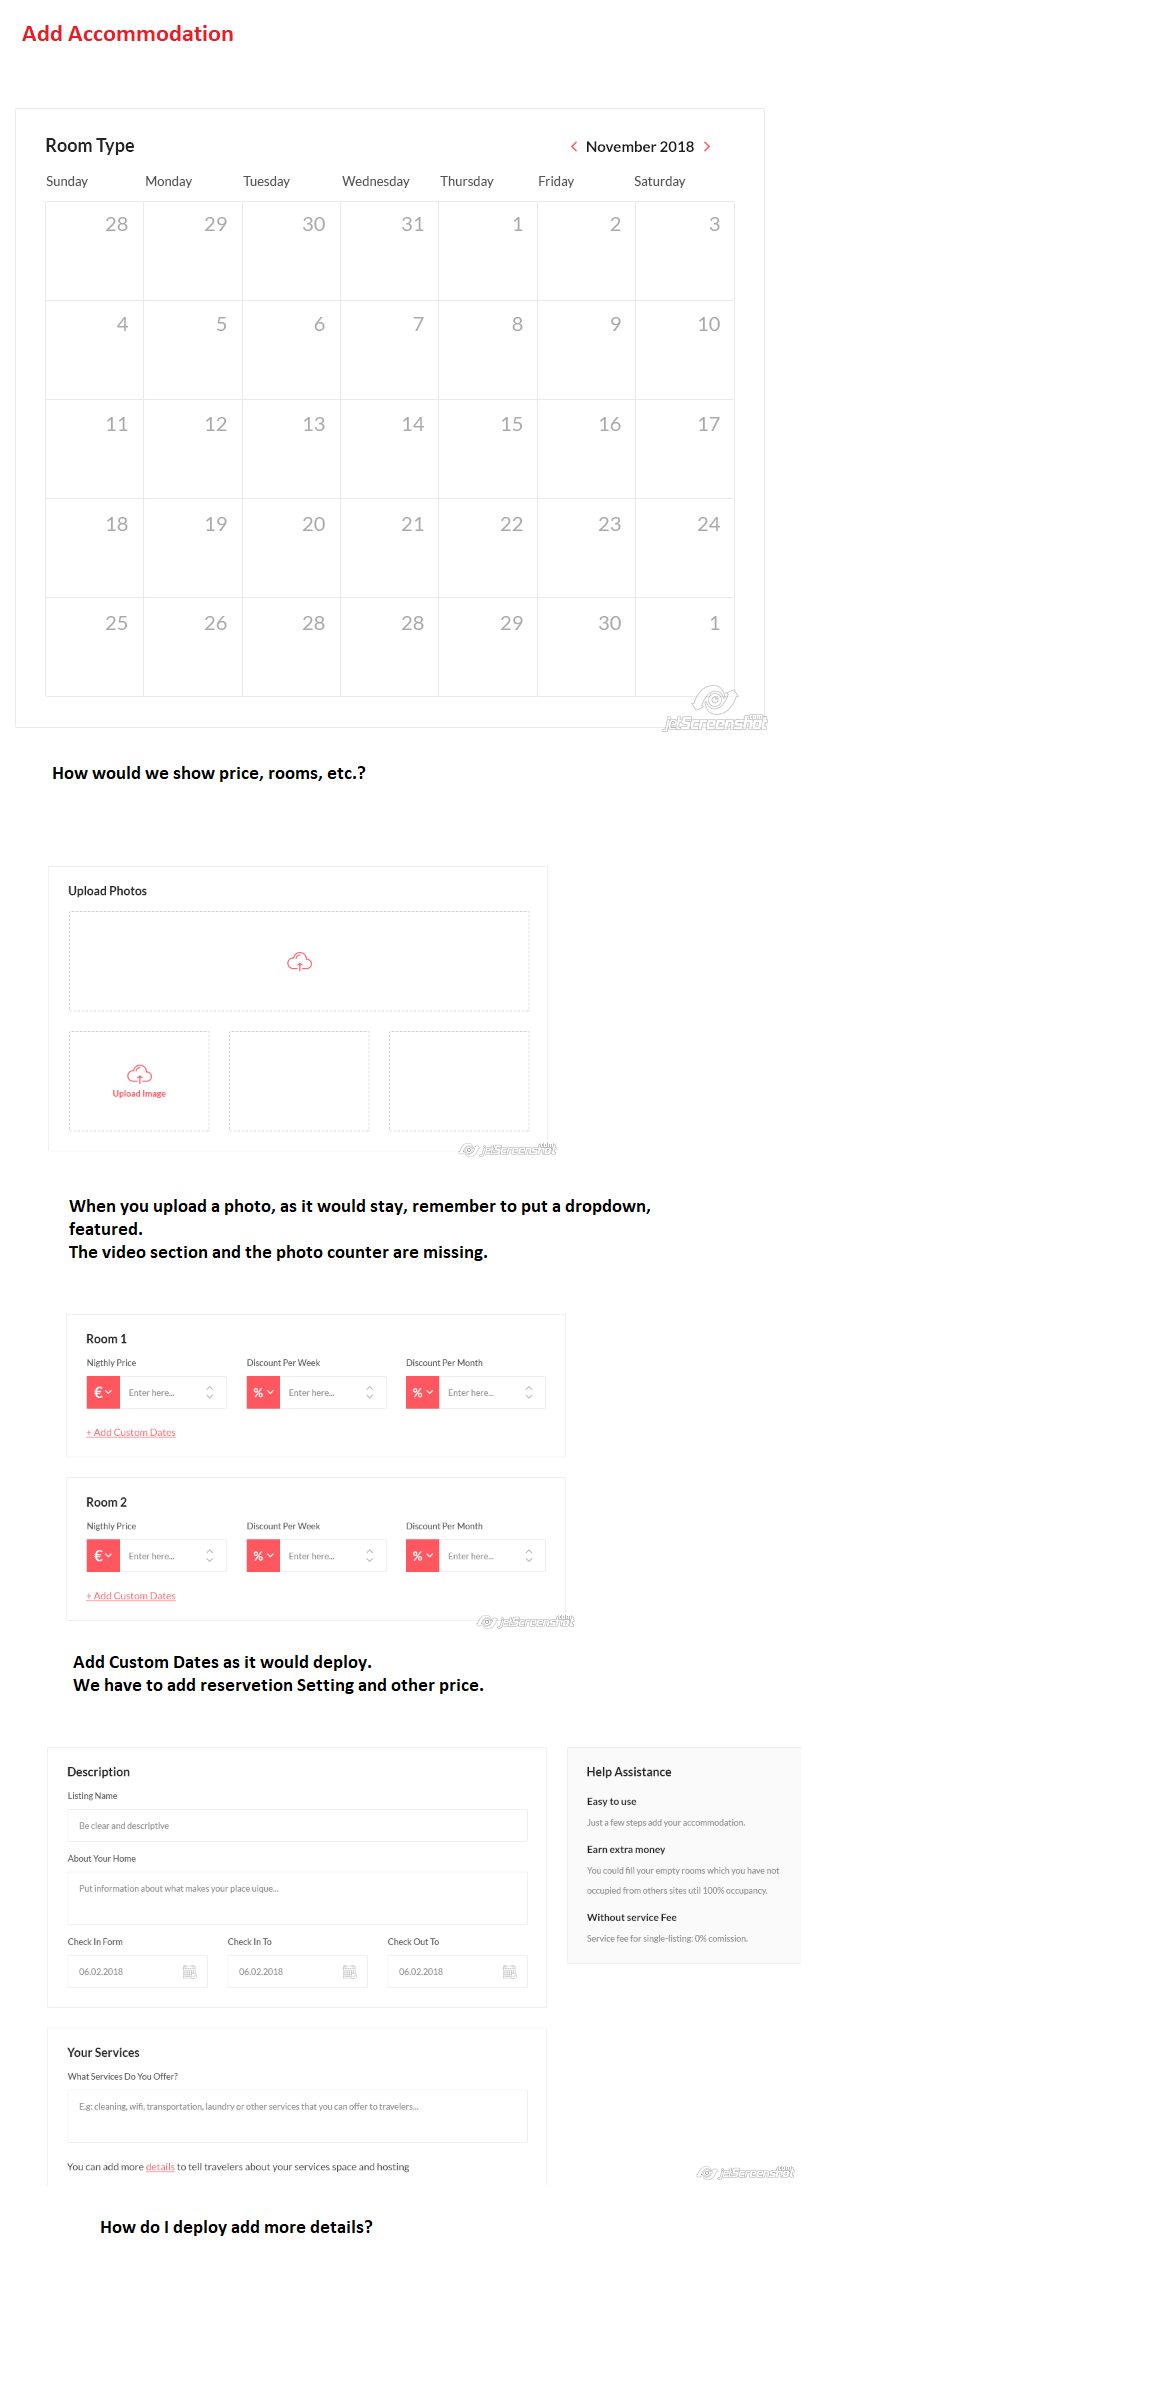 Add Accommodation
Room Type
November 2018
Sunday Monday Tuesday Wednesday Thursday Friday Saturday
28 29 30 31 1 2 3
4 5 6 7 8 9 10
11 12 13 14 15 16 17
18 19 20 21 22 23 24
25 26 28 28 29 30 1
jetScreenshot.com
How would we show price, rooms, etc.?
Upload Photos
Upload Image
jetScreenshot.com
When you upload a photo, as it would stay, remember to put a dropdown,
featured.
The video section and the photo counter are missing.
Room 1
Nigthly Price Discount Per Week Discount Per Month
€ Enter here... % Enter here... % Enter here...
+ Add Custom Dates
Room 2
Nigthly Price Discount Per Week Discount Per Month
€ Enter here... % Enter here... % Enter here...
+ Add Custom Dates
jetScreenshot.com
Add Custom Dates as it would deploy.
We have to add reservetion Setting and other price.
Description
Listing Name
Be clear and descriptive
About Your Home
Put information about what makes your place uique...
Check In Form Check In To Check Out To
06.02.2018 06.02.2018 06.02.2018
Help Assistance
Easy to use
Just a few steps add your accommodation.
Earn extra money
You could fill your empty rooms which you have not
occupied from others sites util 100% occupancy.
Without service Fee
Service fee for single-listing: 0% comission.
Your Services
What Services Do You Offer?
E,g: cleaning, wifi, transportation, laundry or other services that you can offer to travelers...
You can add more details to tell travelers about your services space and hosting
jetScreenshot.com
How do I deploy add more details?